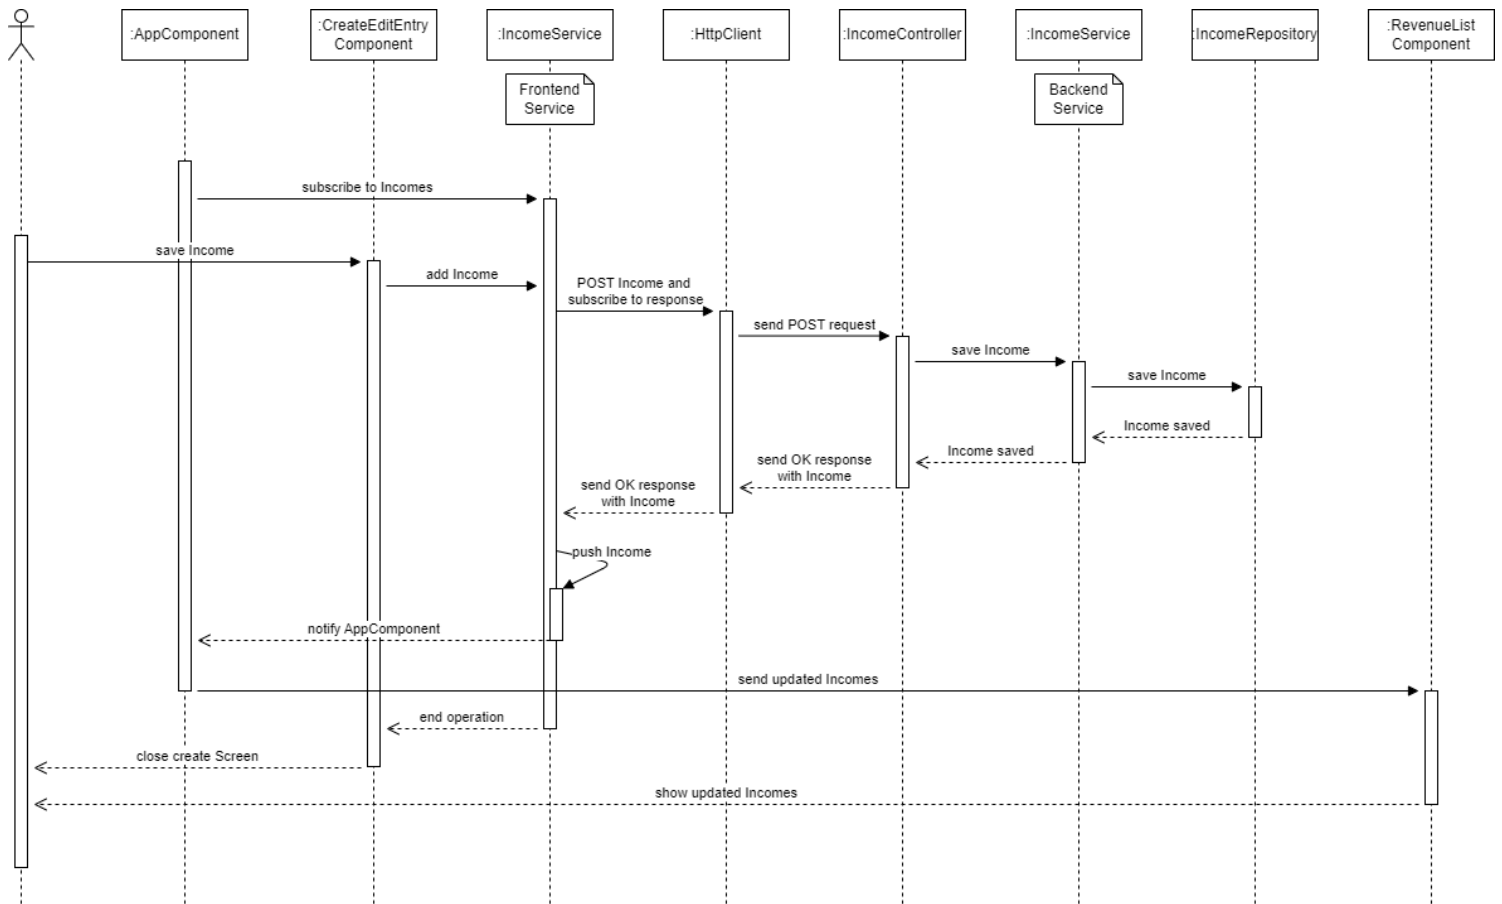 :AppComponent
:CreateEditEntry
Component
:IncomeService
:HttpClient
:IncomeController
:IncomeService
:IncomeRepository
:RevenueList
Component
Frontend
Service
Backend
Service
subscribe to Incomes
save Income
add Income
POST Income and
subscribe to response
send POST request
save Income
save Income
Income saved
Income saved
send OK response
with Income
send OK response
with Income
push Income
notify AppComponent
send updated Incomes
end operation
close create Screen
show updated Incomes